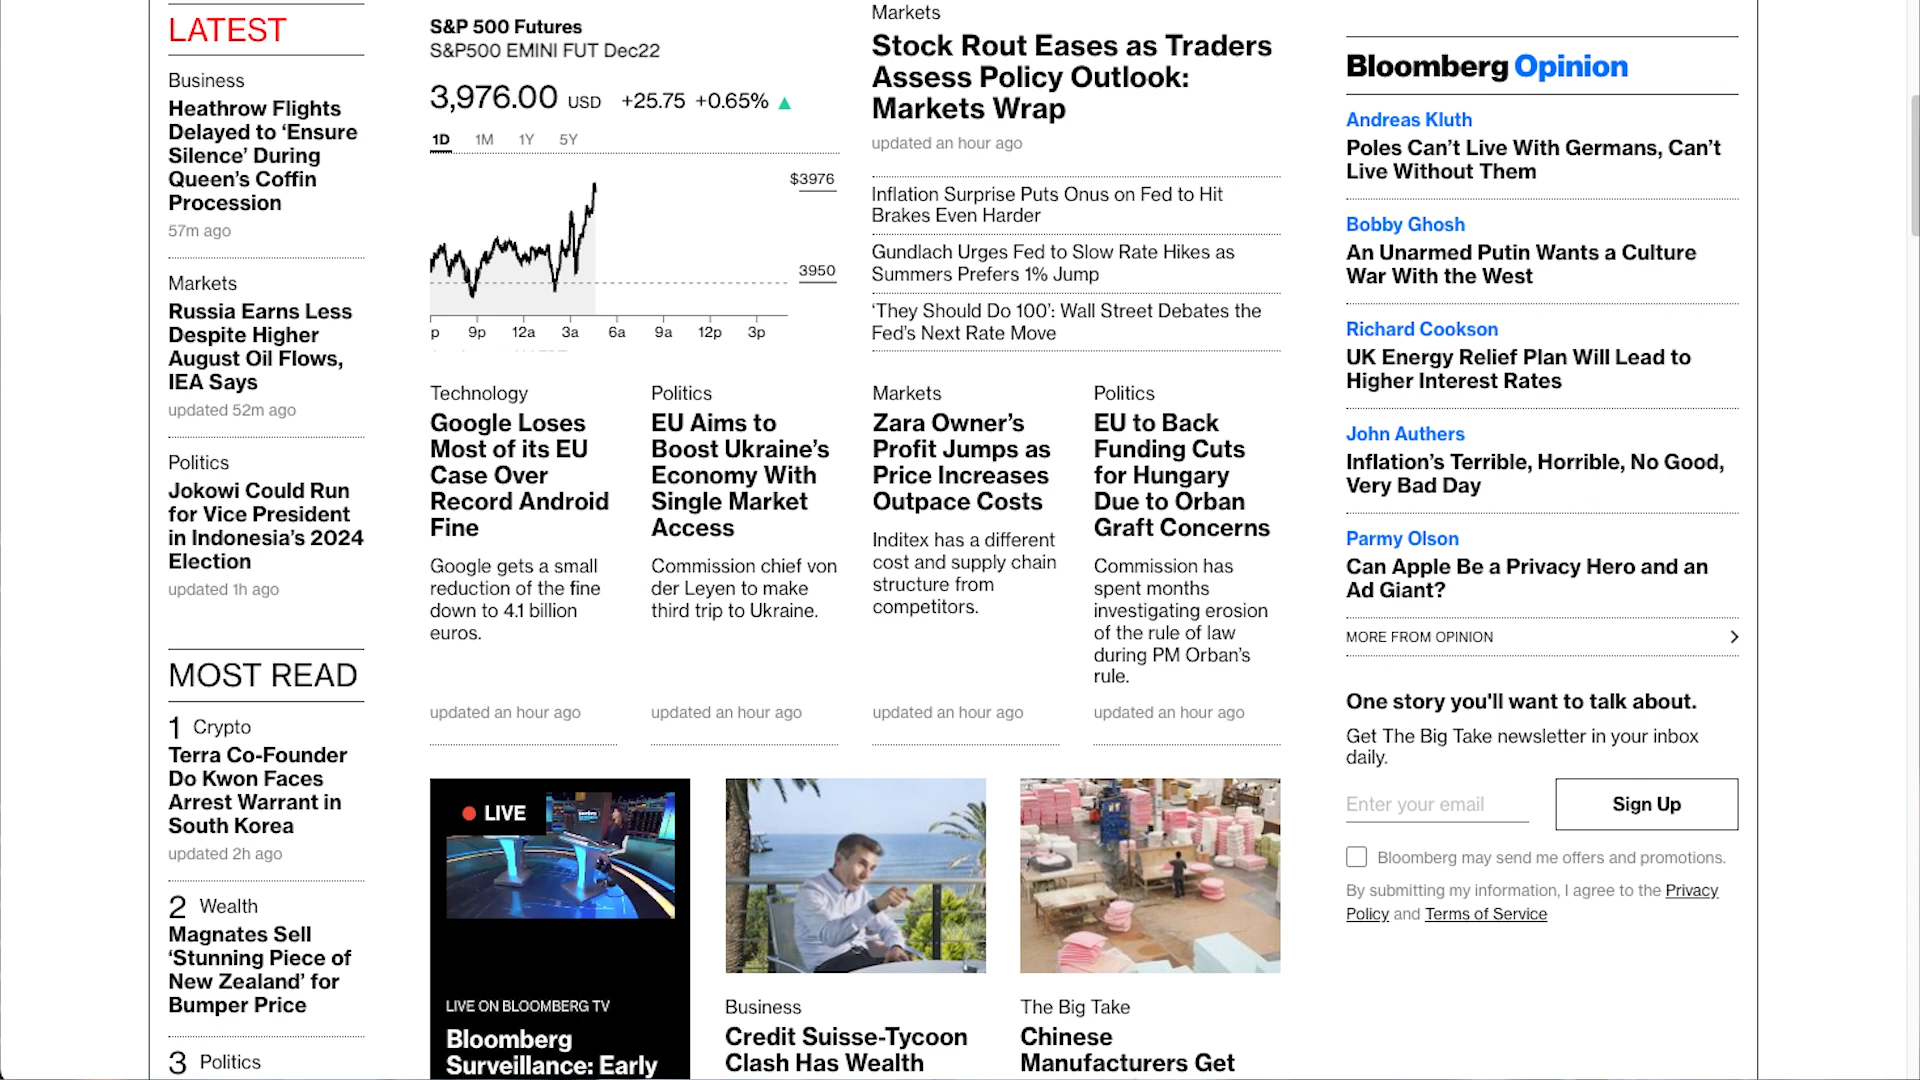 LATEST
Business
Heathrow Flights
Delayed to ‘Ensure
Silence’ During
Queen’s Coffin
Procession
57m ago
Markets
Russia Earns Less
Despite Higher
August Oil Flows,
IEA Says
updated 52m ago
Politics
Jokowi Could Run
for Vice President
in Indonesia’s 2024
Election
updated 1h ago
MOST READ
1 Crypto
Terra Co-Founder
Do Kwon Faces
Arrest Warrant in
South Korea
updated 2h ago
2 Wealth
Magnates Sell
‘Stunning Piece of
New Zealand’ for
Bumper Price
3 Politics
S&P 500 Futures
S&P500 EMINI FUT Dec22
3,976.00 USD +25.75 +0.65%
1D 1M 1Y 5Y
$3976
3950
p 9p 12a 3a 6a 9a 12p 3p
Markets
Stock Rout Eases as Traders
Assess Policy Outlook:
Markets Wrap
updated an hour ago
Inflation Surprise Puts Onus on Fed to Hit
Brakes Even Harder
Gundlach Urges Fed to Slow Rate Hikes as
Summers Prefers 1% Jump
‘They Should Do 100’: Wall Street Debates the
Fed’s Next Rate Move
Technology
Google Loses
Most of its EU
Case Over
Record Android
Fine
Google gets a small
reduction of the fine
down to 4.1 billion
euros.
updated an hour ago
Politics
EU Aims to
Boost Ukraine’s
Economy With
Single Market
Access
Commission chief von
der Leyen to make
third trip to Ukraine.
updated an hour ago
Markets
Zara Owner’s
Profit Jumps as
Price Increases
Outpace Costs
Inditex has a different
cost and supply chain
structure from
competitors.
updated an hour ago
Politics
EU to Back
Funding Cuts
for Hungary
Due to Orban
Graft Concerns
Commission has
spent months
investigating erosion
of the rule of law
during PM Orban’s
rule.
updated an hour ago
LIVE
LIVE ON BLOOMBERG TV
Bloomberg
Surveillance: Early
Business
Credit Suisse-Tycoon
Clash Has Wealth
The Big Take
Chinese
Manufacturers Get
Bloomberg Opinion
Andreas Kluth
Poles Can’t Live With Germans, Can’t
Live Without Them
Bobby Ghosh
An Unarmed Putin Wants a Culture
War With the West
Richard Cookson
UK Energy Relief Plan Will Lead to
Higher Interest Rates
John Authers
Inflation’s Terrible, Horrible, No Good,
Very Bad Day
Parmy Olson
Can Apple Be a Privacy Hero and an
Ad Giant?
MORE FROM OPINION
One story you'll want to talk about.
Get The Big Take newsletter in your inbox
daily.
Enter your email
Sign Up
Bloomberg may send me offers and promotions.
By submitting my information, I agree to the Privacy
Policy and Terms of Service